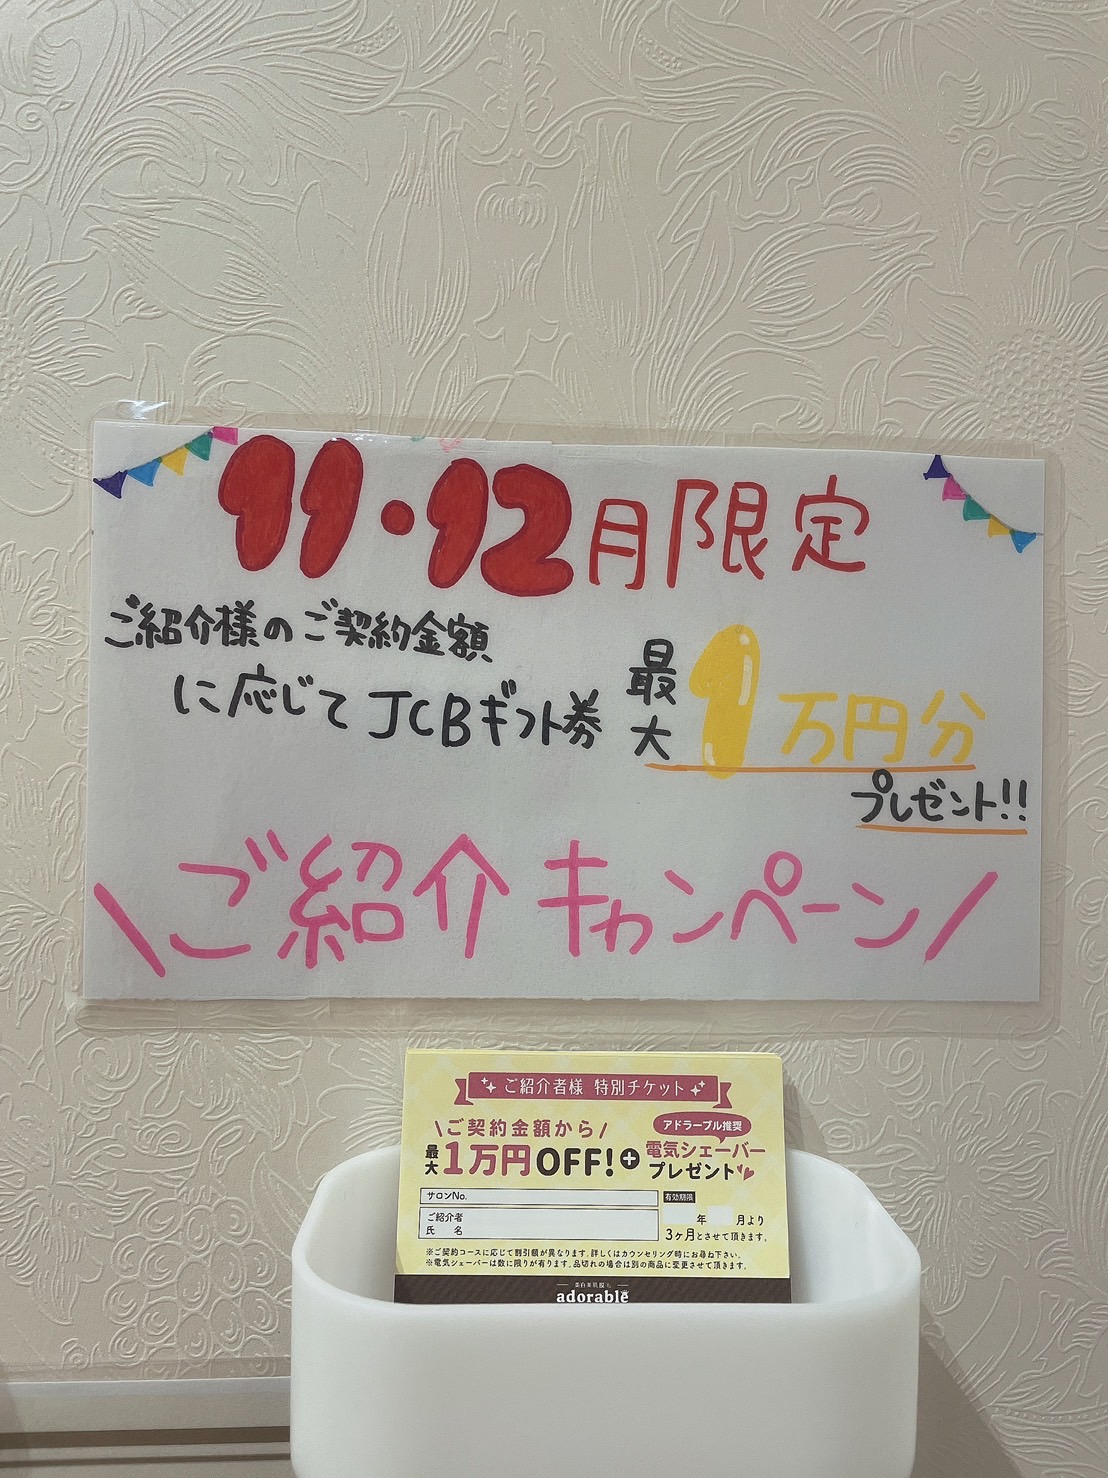 11・12月限定
ご紹介様のご契約金額
に応じて JCBギフト券 最大1万円分
プレゼント!!
\ご紹介 キャンペーン/
ご紹介者様 特別チケット
\ご契約金額から/
最大1万円OFF!+
アドラーブル推奨
電気シェーバー
プレゼント
サロンNo.
有効期限
年 月より
3ヶ月とさせて頂きます。
ご紹介者
氏 名
※ご契約コースに応じて割引額が異なります。詳しくはカウンセリング時にお尋ね下さい。
※電気シェーバーは数に限りが有ります。品切れの場合は別の商品に変更させて頂きます。
adorable